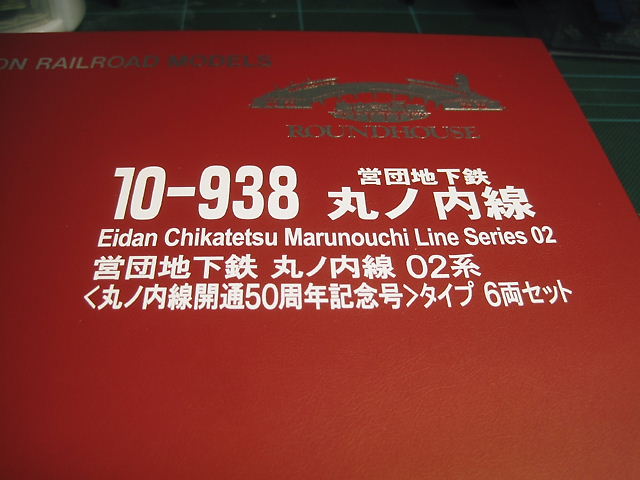 ON RAILROAD MODELS
ROUNDHOUSE
10-938 営団地下鉄
丸ノ内線
Eidan Chikatetsu Marunouchi Line Series 02
営団地下鉄 丸ノ内線 02系
〈丸ノ内線開通50周年記念号〉タイプ 6両セット